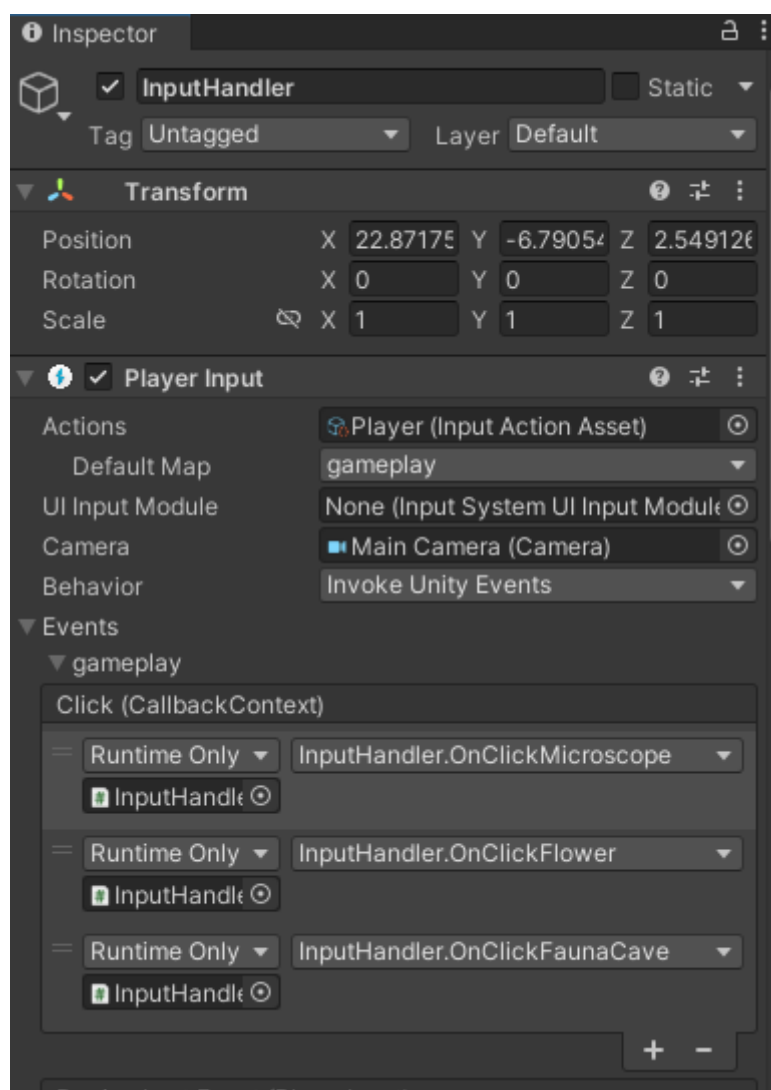 Inspector
InputHandler Static
Tag Untagged Layer Default
Transform
Position X 22.87175 Y -6.79054 Z 2.549126
Rotation X 0 Y 0 Z 0
Scale X 1 Y 1 Z 1
Player Input
Actions Player (Input Action Asset)
Default Map gameplay
UI Input Module None (Input System UI Input Module
Camera Main Camera (Camera)
Behavior Invoke Unity Events
Events
gameplay
Click (CallbackContext)
Runtime Only InputHandler.OnClickMicroscope
InputHandle
Runtime Only InputHandler.OnClickFlower
InputHandle
Runtime Only InputHandler.OnClickFaunaCave
InputHandle
+ -